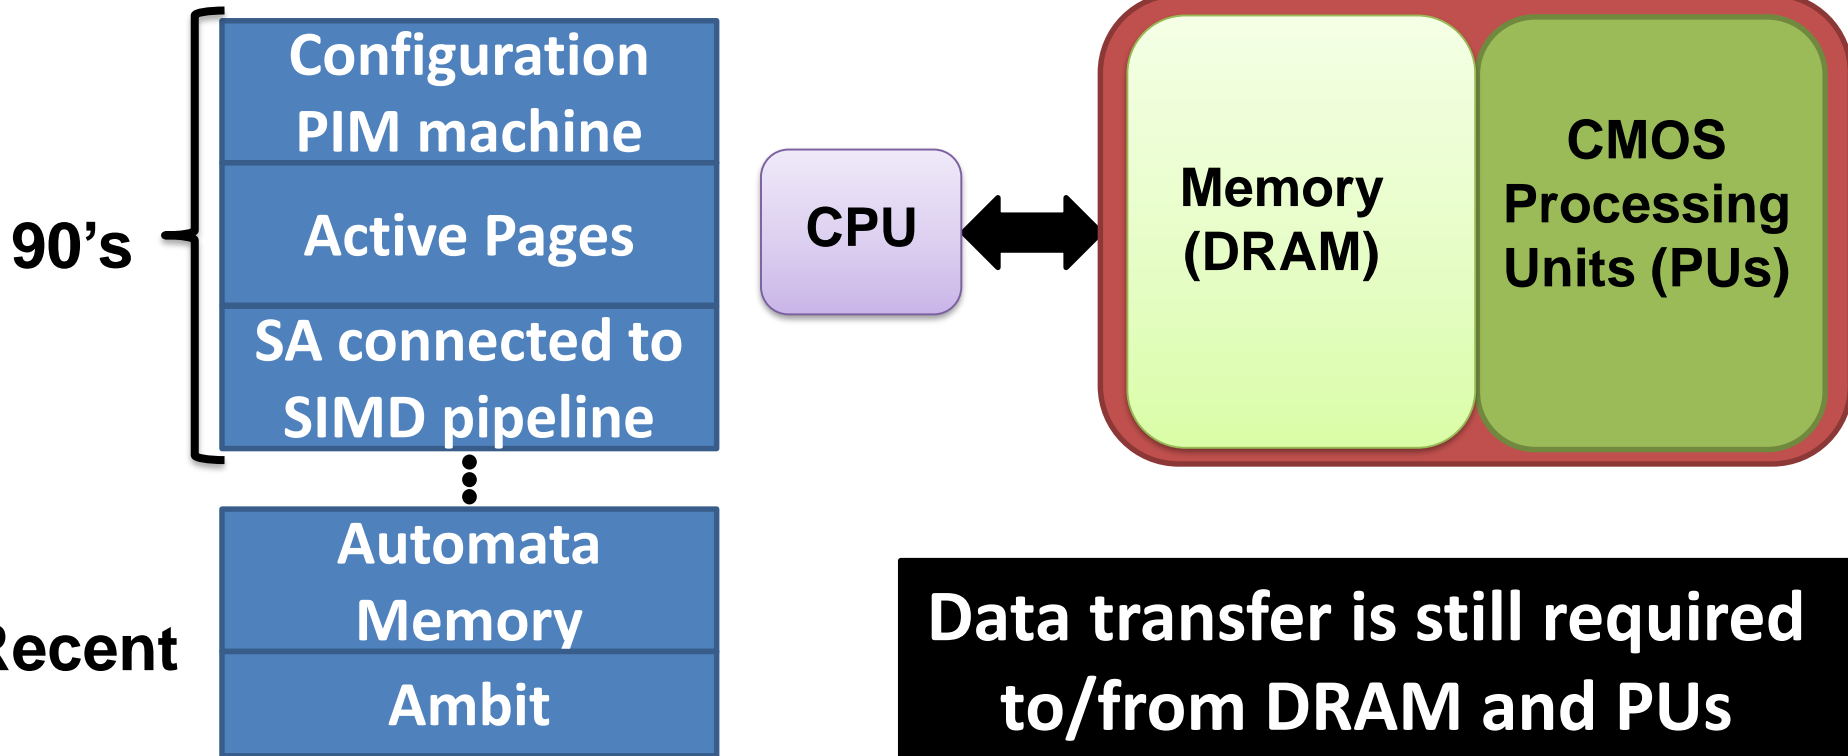 90’s
Configuration
PIM machine
Active Pages
SA connected to
SIMD pipeline
Recent
Automata
Memory
Ambit
CPU
Memory
(DRAM)
CMOS
Processing
Units (PUs)
Data transfer is still required
to/from DRAM and PUs